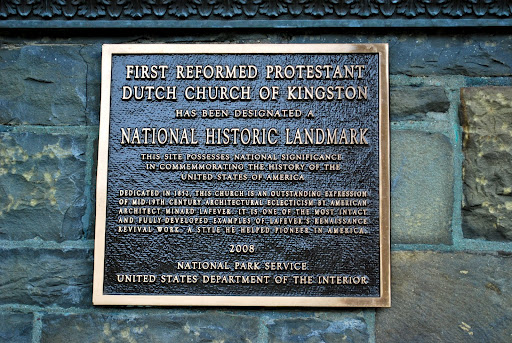 FIRST REFORMED PROTESTANT
DUTCH CHURCH OF KINGSTON
HAS BEEN DESIGNATED A
NATIONAL HISTORIC LANDMARK
THIS SITE POSSESSES NATIONAL SIGNIFICANCE
IN COMMEMORATING THE HISTORY OF THE
UNITED STATES OF AMERICA
DEDICATED IN 1852, THIS CHURCH IS AN OUTSTANDING EXPRESSION
OF MID-19TH CENTURY ARCHITECTURAL ECLECTICISM BY AMERICAN
ARCHITECT MINARD LAFEVER. IT IS ONE OF THE MOST INTACT
AND FULLY DEVELOPED EXAMPLES OF LAFEVER'S RENAISSANCE
REVIVAL WORK, A STYLE HE HELPED PIONEER IN AMERICA.
2008
NATIONAL PARK SERVICE
UNITED STATES DEPARTMENT OF THE INTERIOR